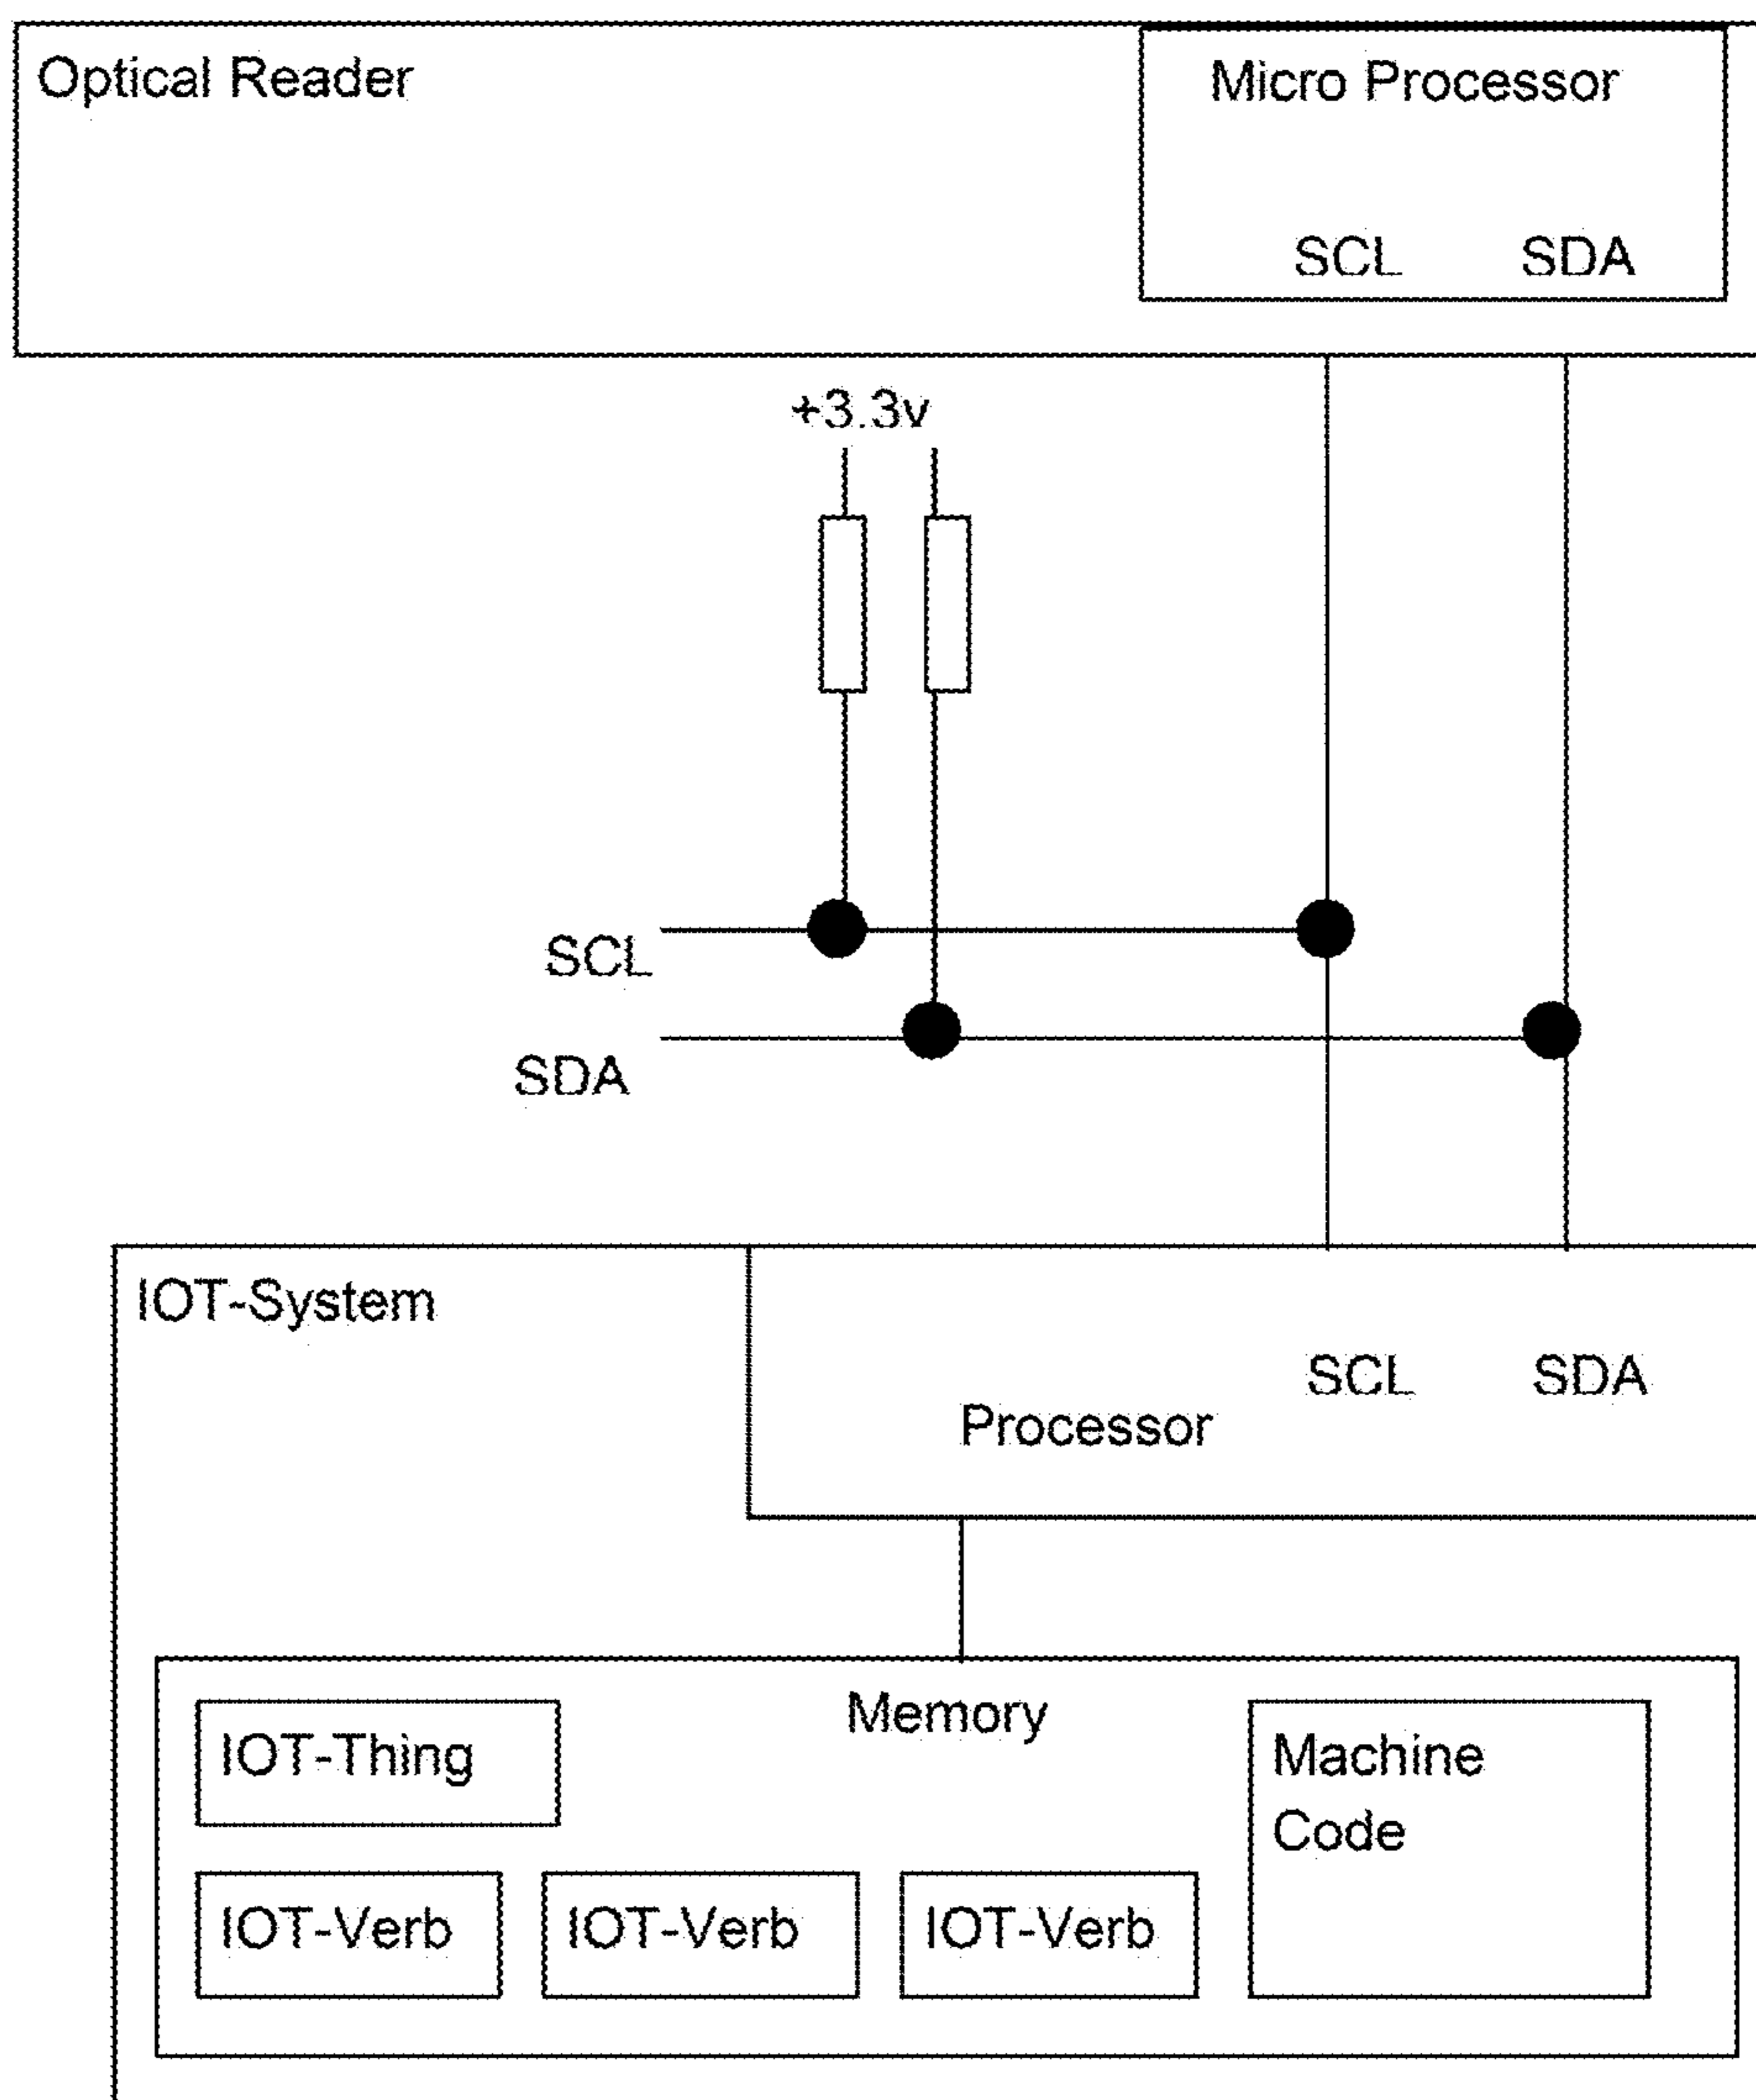 Optical Reader
Micro Processor
SCL SDA
+3.3v
SCL
SDA
IOT-System
SCL SDA
Processor
Memory
IOT-Thing
Machine
Code
IOT-Verb IOT-Verb IOT-Verb